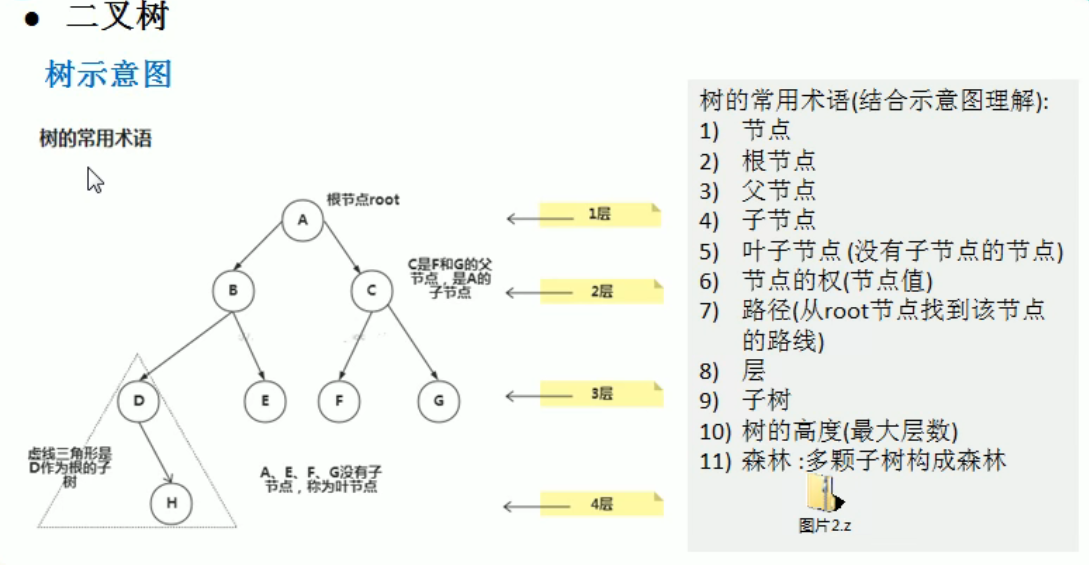 ● 二叉树
树示意图
树的常用术语
根节点root
A
1层
C是F和G的父
节点，是A的
子节点
B
C
2层
D
E
F
G
3层
虚线三角形是
D作为根的子
树
A、E、F、G没有子
节点，称为叶节点
H
4层
树的常用术语(结合示意图理解):
1) 节点
2) 根节点
3) 父节点
4) 子节点
5) 叶子节点 (没有子节点的节点)
6) 节点的权(节点值)
7) 路径(从root节点找到该节点
的路线)
8) 层
9) 子树
10) 树的高度(最大层数)
11) 森林 :多颗子树构成森林
图片2.z